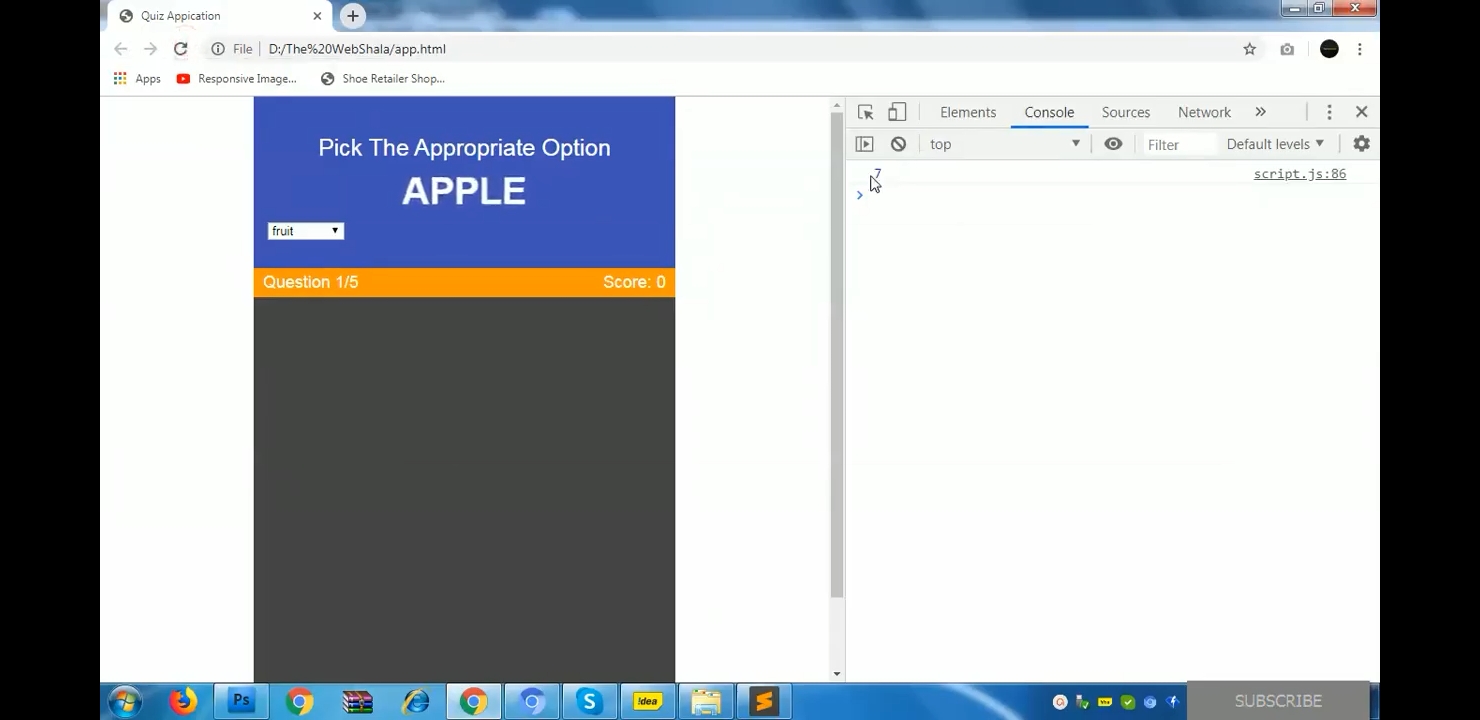 Quiz Appication
File
D:/The%20WebShala/app.html
Apps
Responsive Image...
Shoe Retailer Shop...
Elements
Console
Sources
Network
top
Filter
Default levels
7
script.js:86
Pick The Appropriate Option
APPLE
fruit
Question 1/5
Score: 0
Ps
!dea
SUBSCRIBE